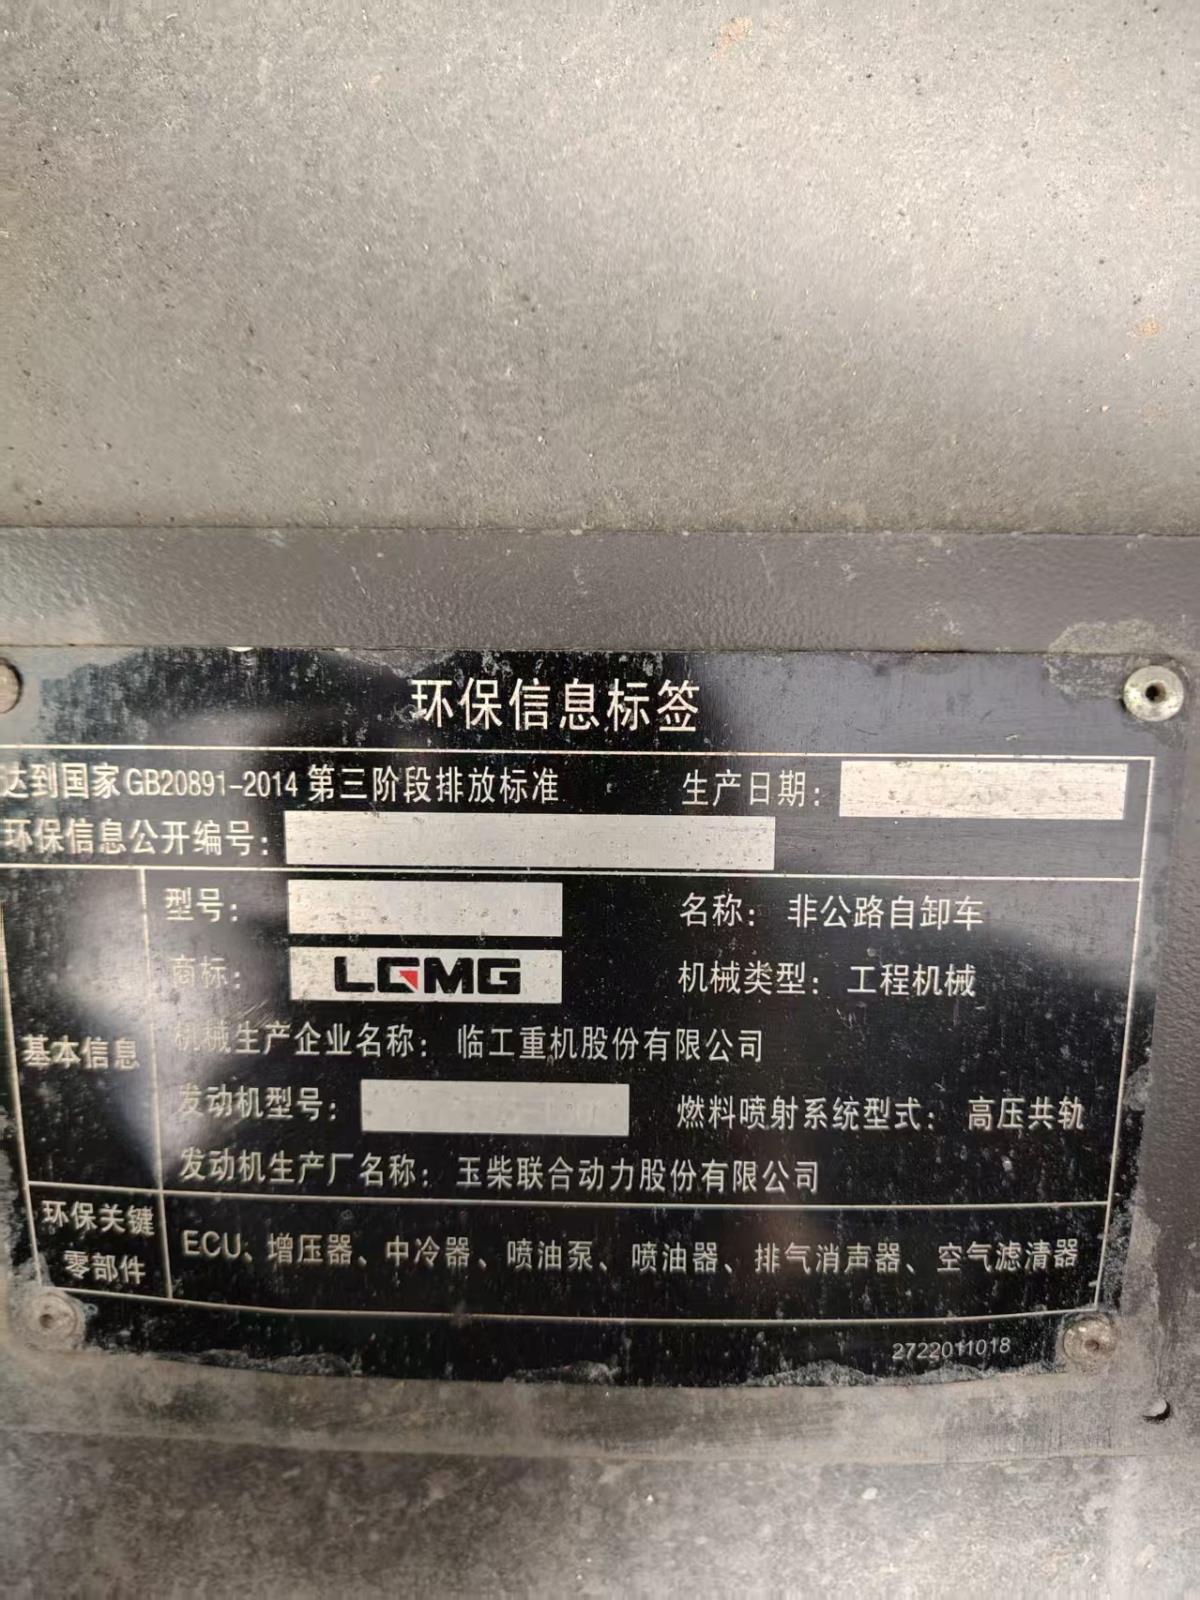 环保信息标签
达到国家GB20891-2014 第三阶段排放标准 生产日期:
环保信息公开编号:
型号: 名称: 非公路自卸车
商标: LGMG 机械类型: 工程机械
基本信息
机械生产企业名称: 临工重机股份有限公司
发动机型号: 燃料喷射系统型式: 高压共轨
发动机生产厂名称: 玉柴联合动力股份有限公司
环保关键
零部件
ECU、增压器、中冷器、喷油泵、喷油器、排气消声器、空气滤清器
2722011018